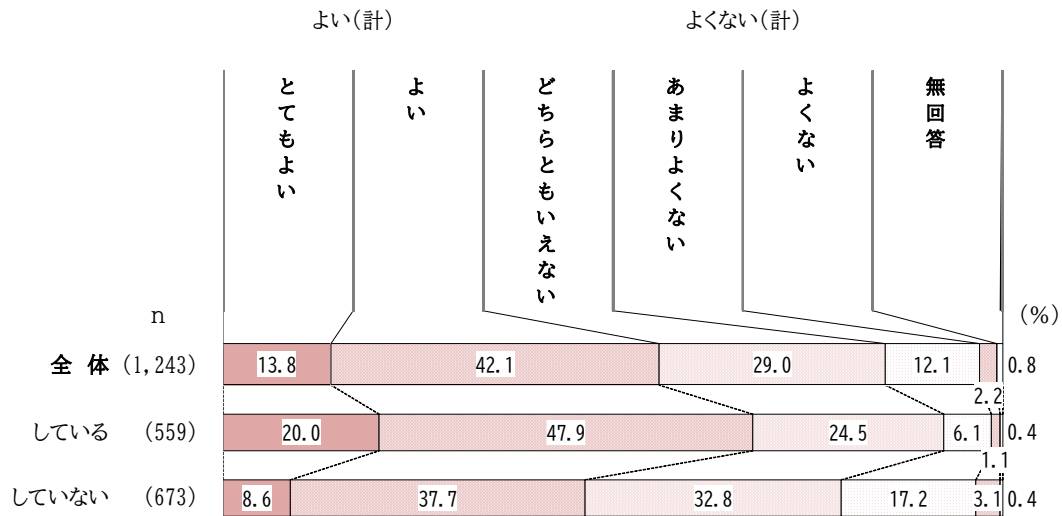 よい(計) よくない(計)
とてもよい
よい
どちらともいえない
あまりよくない
よくない
無回答
n (%)
全 体 (1,243) 13.8 42.1 29.0 12.1 2.2 0.8
している (559) 20.0 47.9 24.5 6.1 1.1 0.4
していない (673) 8.6 37.7 32.8 17.2 3.1 0.4